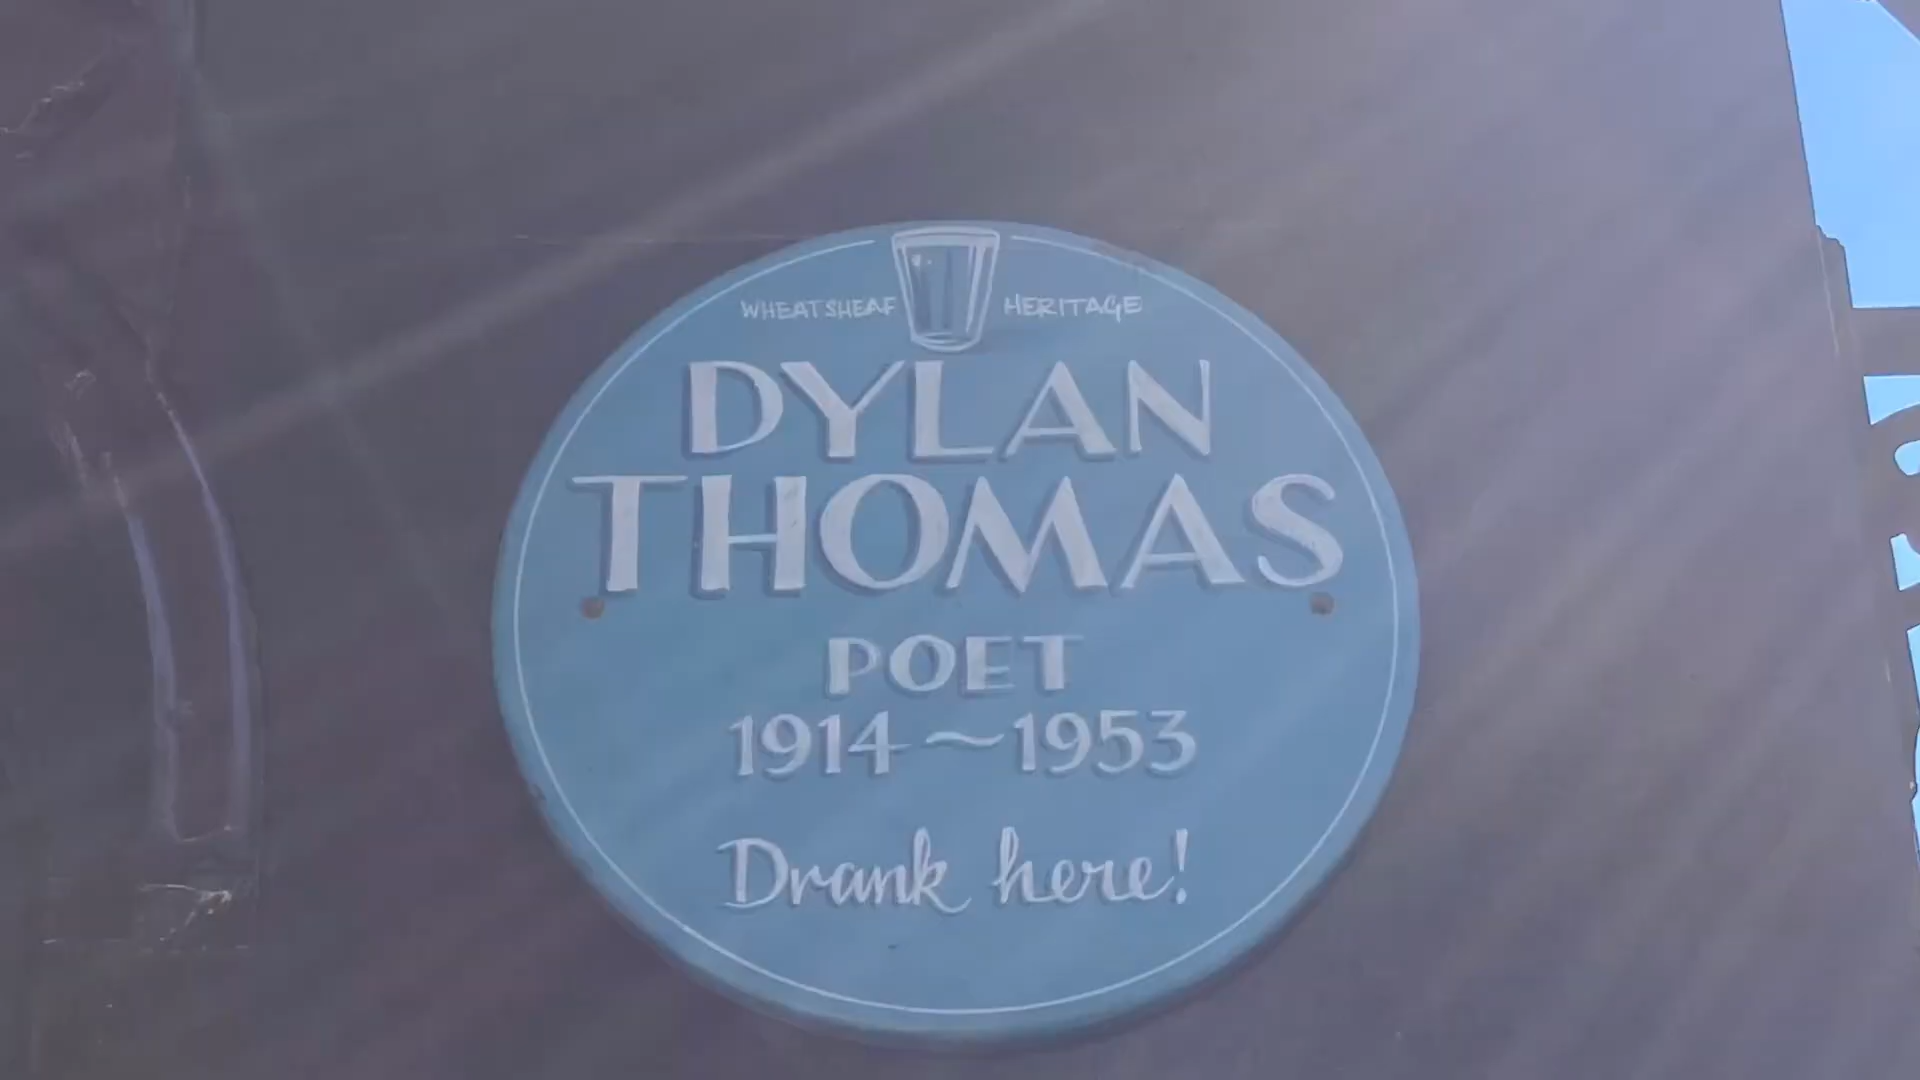 WHEATSHEAF HERITAGE
DYLAN
THOMAS
POET
1914~1953
Drank here!